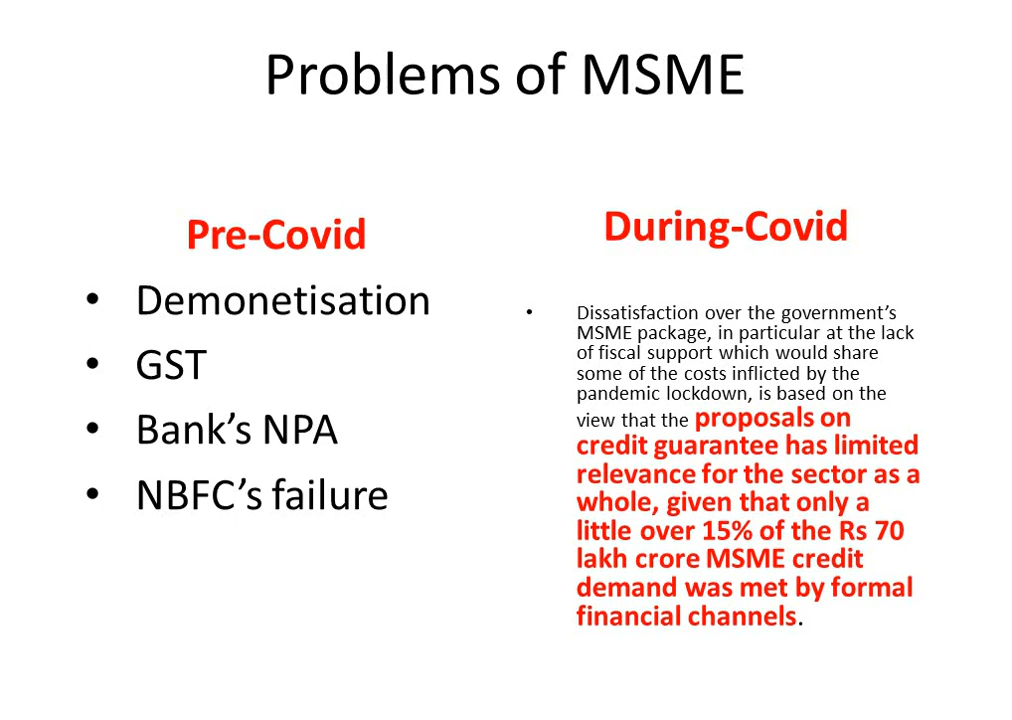 Problems of MSME
Pre-Covid
• Demonetisation
• GST
• Bank’s NPA
• NBFC’s failure
During-Covid
• Dissatisfaction over the government’s
MSME package, in particular at the lack
of fiscal support which would share
some of the costs inflicted by the
pandemic lockdown, is based on the
view that the proposals on
credit guarantee has limited
relevance for the sector as a
whole, given that only a
little over 15% of the Rs 70
lakh crore MSME credit
demand was met by formal
financial channels.